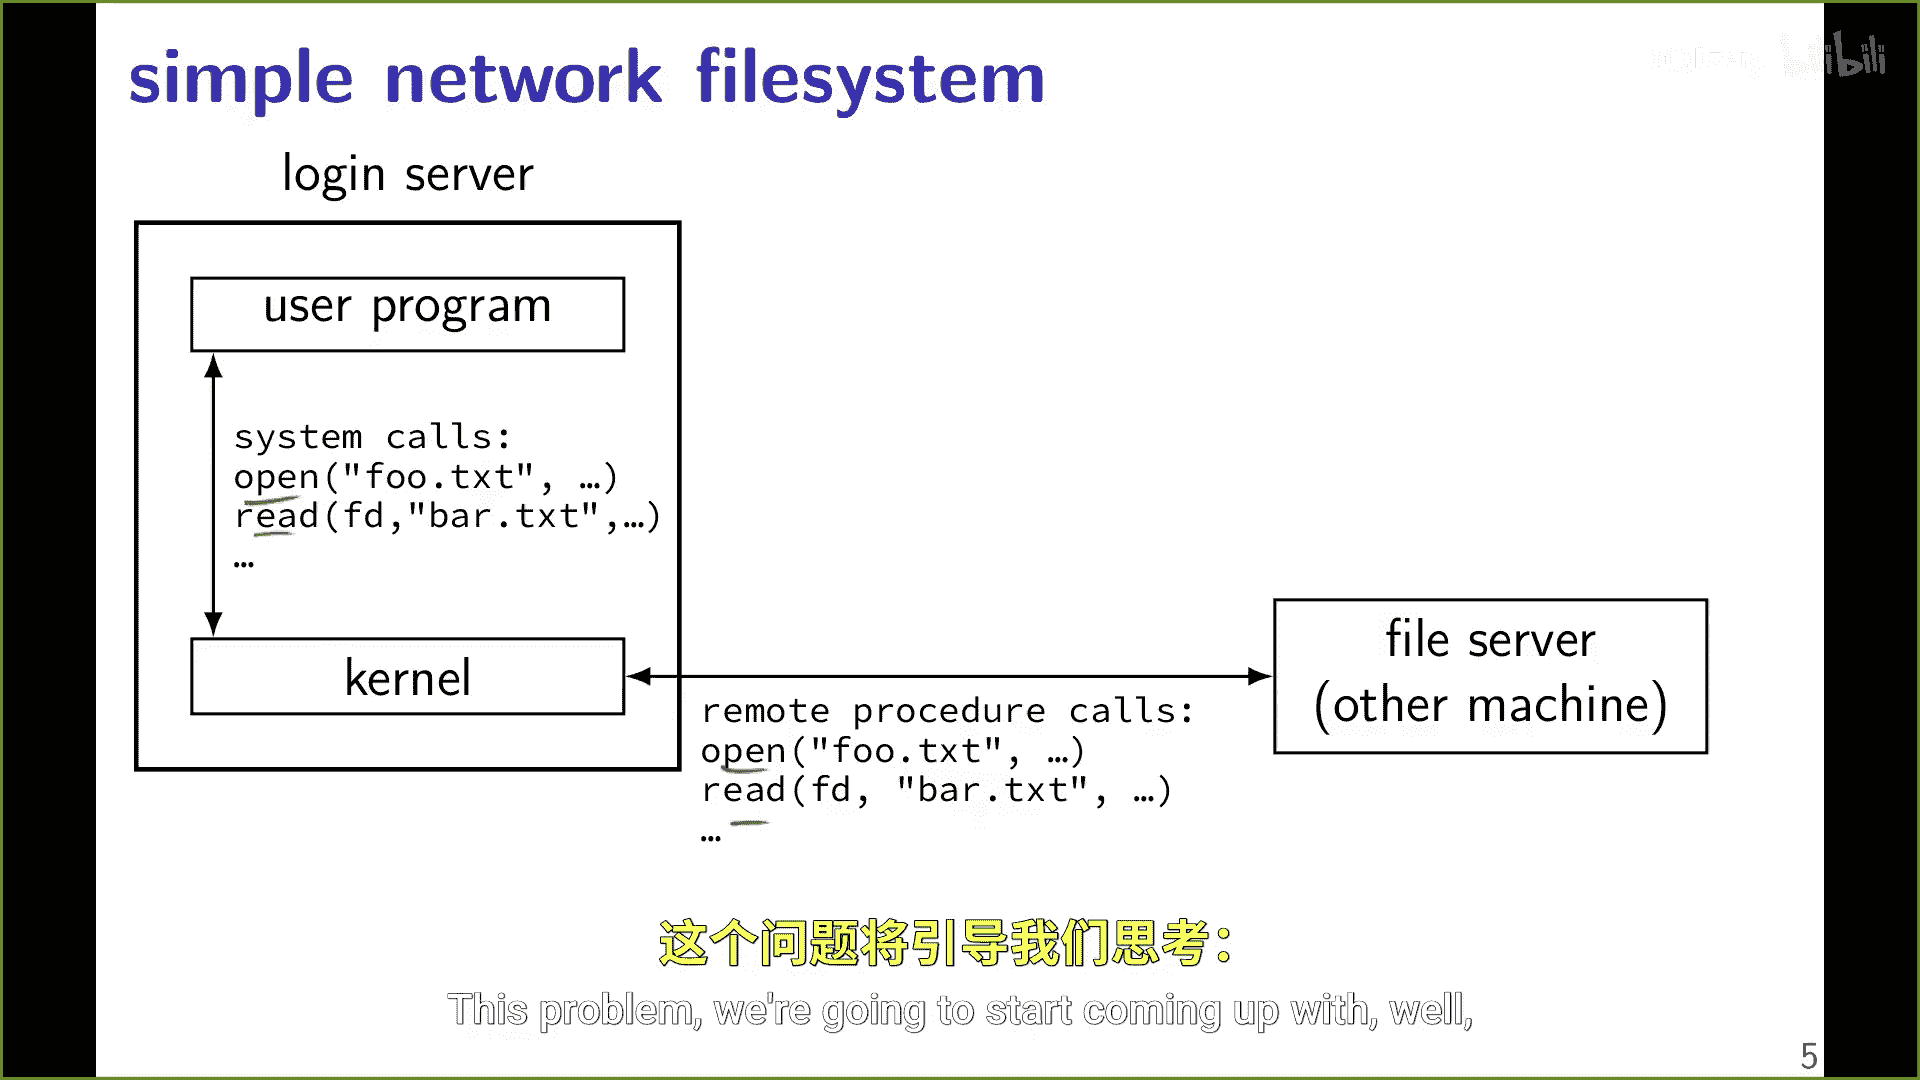 simple network filesystem
bilibili
login server
user program
system calls:
open("foo.txt", …)
read(fd,"bar.txt",…)
…
kernel
remote procedure calls:
open("foo.txt", …)
read(fd, "bar.txt", …)
…
file server
(other machine)
这个问题将引导我们思考：
This problem, we're going to start coming up with, well,
5